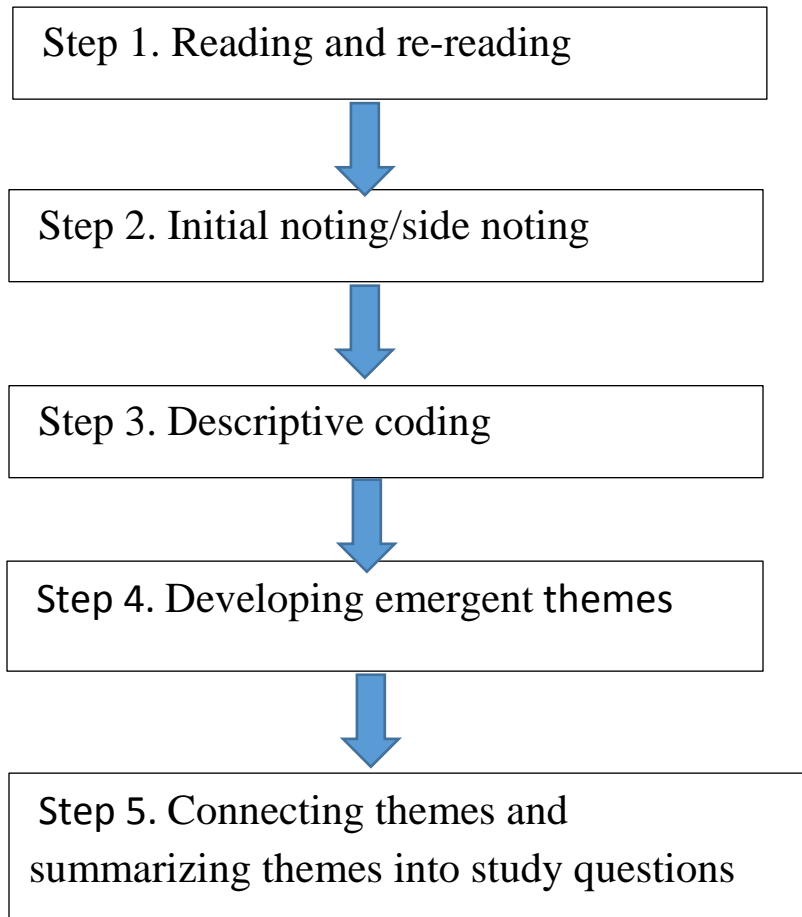 Step 1. Reading and re-reading
Step 2. Initial noting/side noting
Step 3. Descriptive coding
Step 4. Developing emergent themes
Step 5. Connecting themes and
summarizing themes into study questions